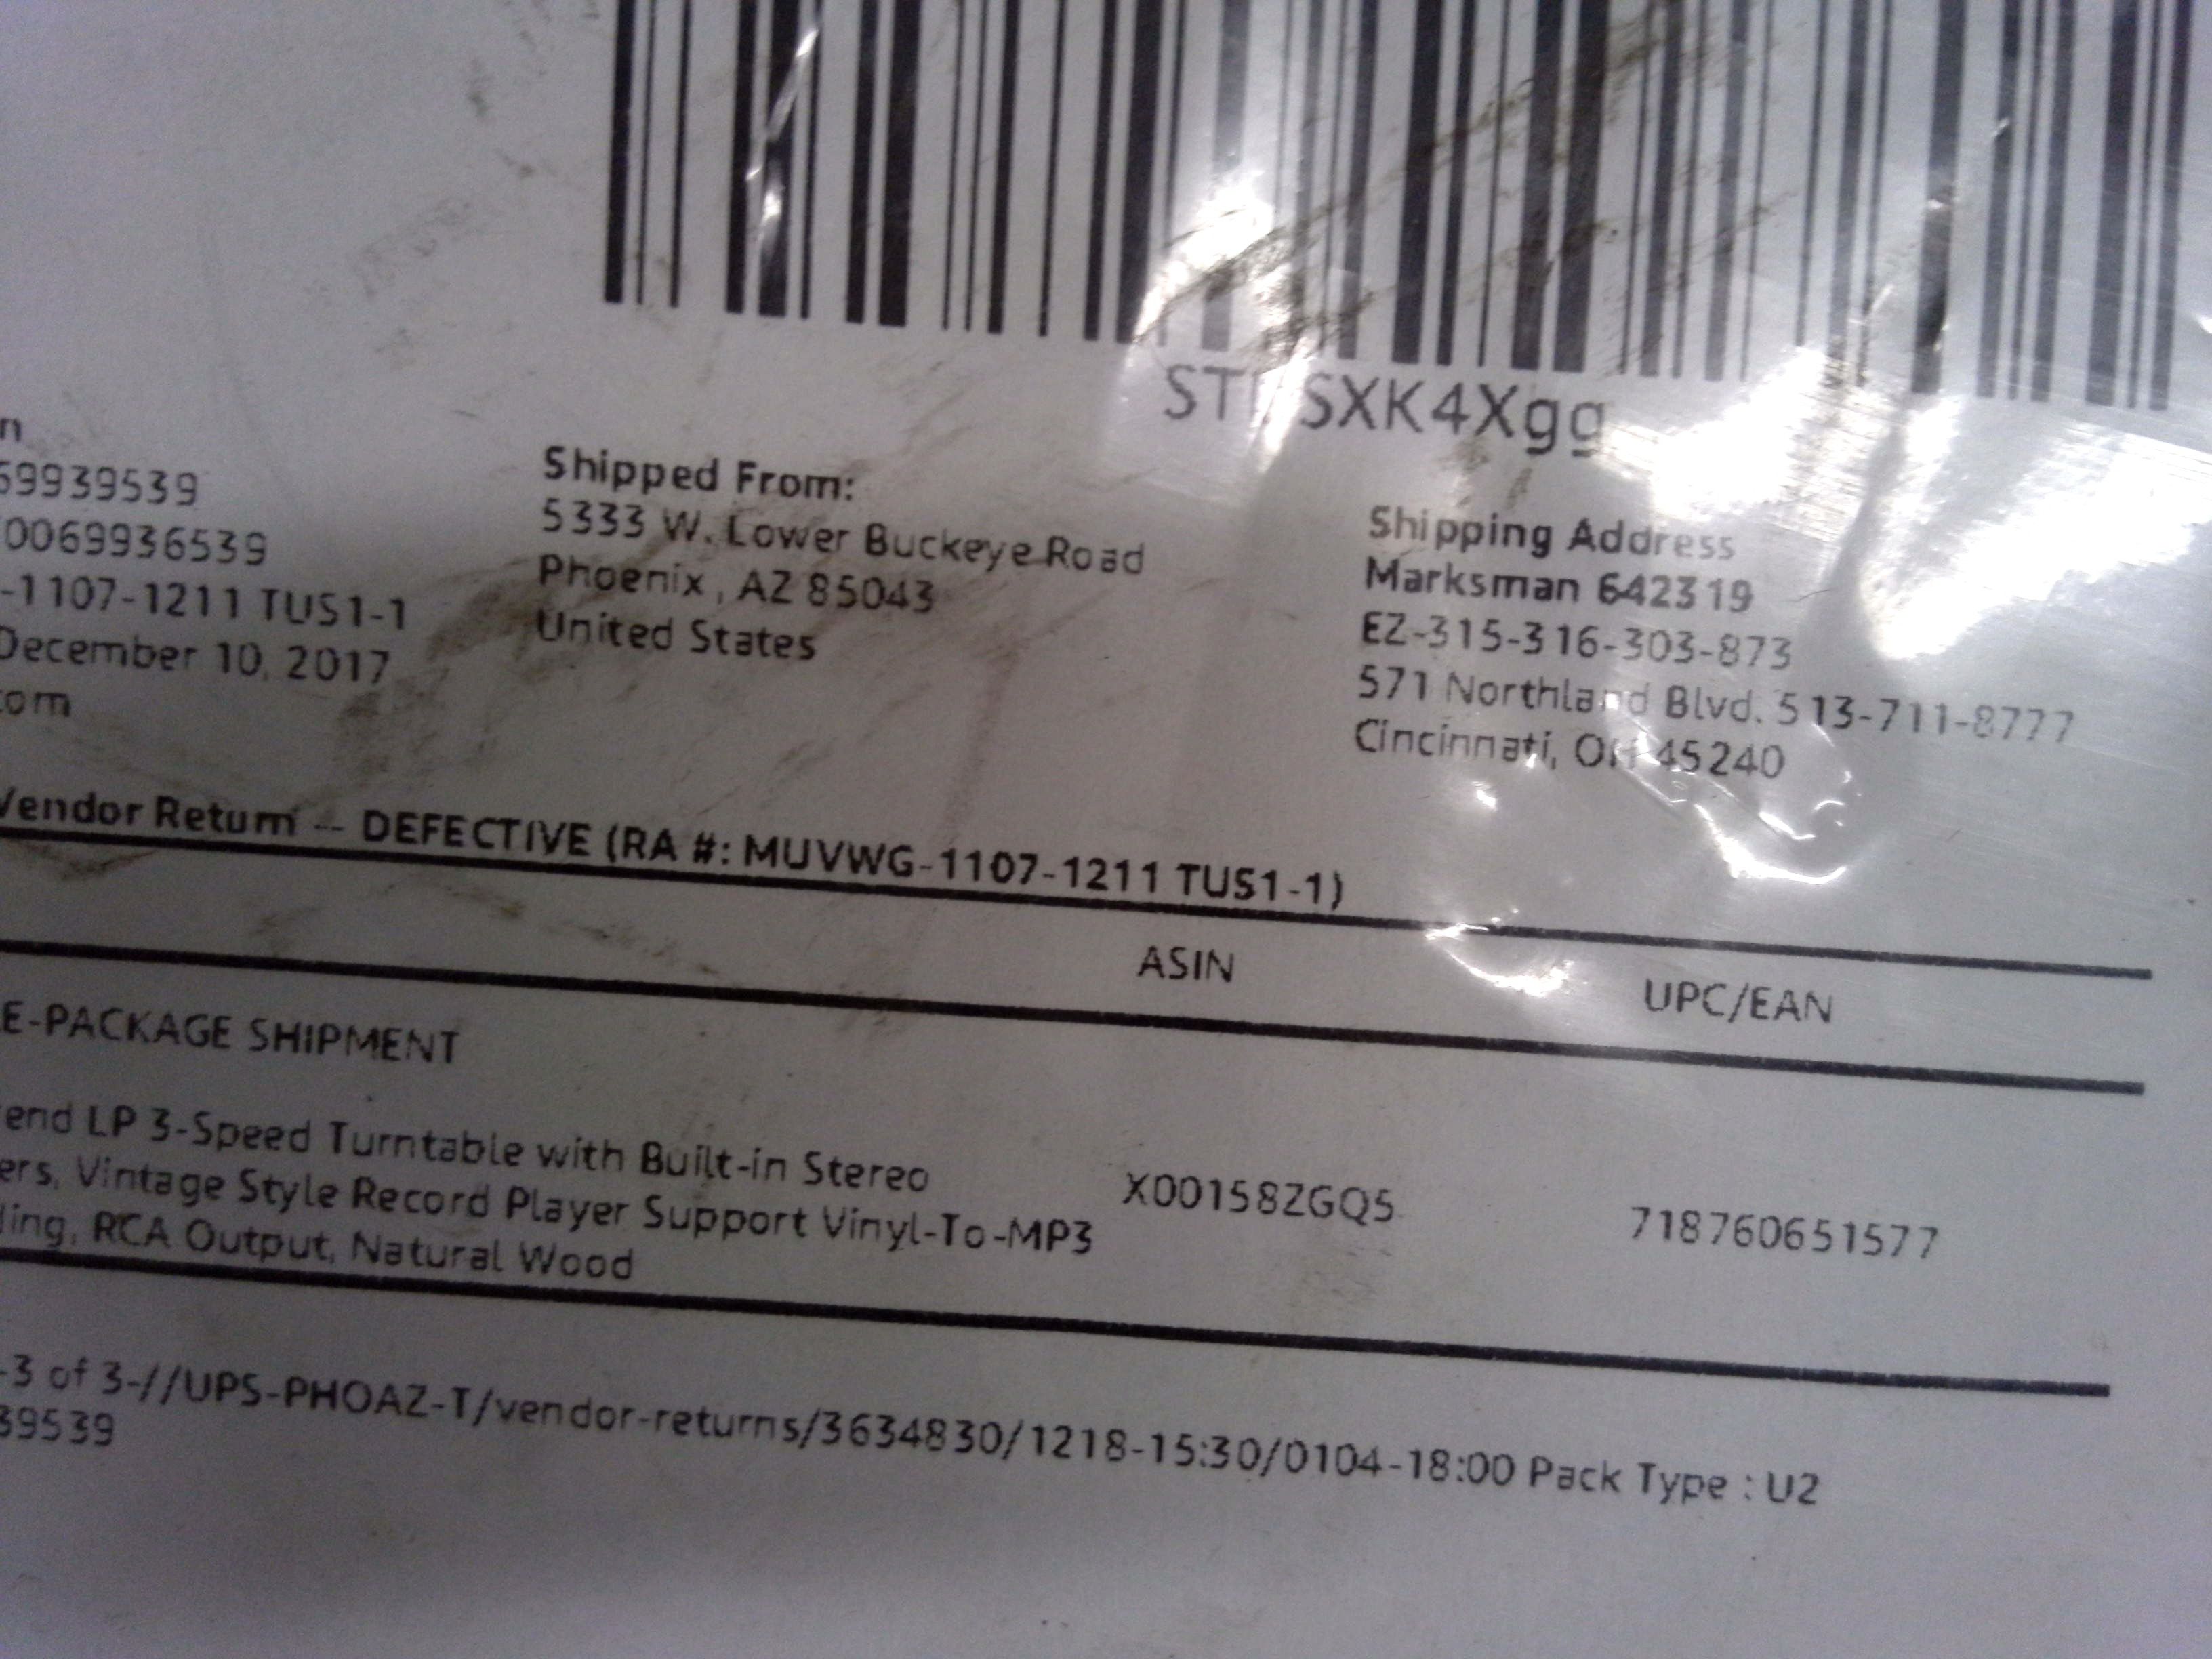 SXK4Xgg
n
69939539
0069936539
-1107-1211 TUS1-1
December 10, 2017
com
Shipped From:
5333 W. Lower Buckeye Road
Phoenix, AZ 85043
United States
Shipping Address
Marksman 642319
EZ-315-316-303-873
571 Northland Blvd. 513-711-8777
Cincinnati, OH 45240
Vendor Return -- DEFECTIVE (RA #: MUVWG-1107-1211 TUS1-1)
ASIN UPC/EAN
E-PACKAGE SHIPMENT
end LP 3-Speed Turntable with Built-in Stereo
ers, Vintage Style Record Player Support Vinyl-To-MP3
ding, RCA Output, Natural Wood
X00158ZGQ5
718760651577
-3 of 3-//UPS-PHOAZ-T/vendor-returns/3634830/1218-15:30/0104-18:00 Pack Type : U2
39539